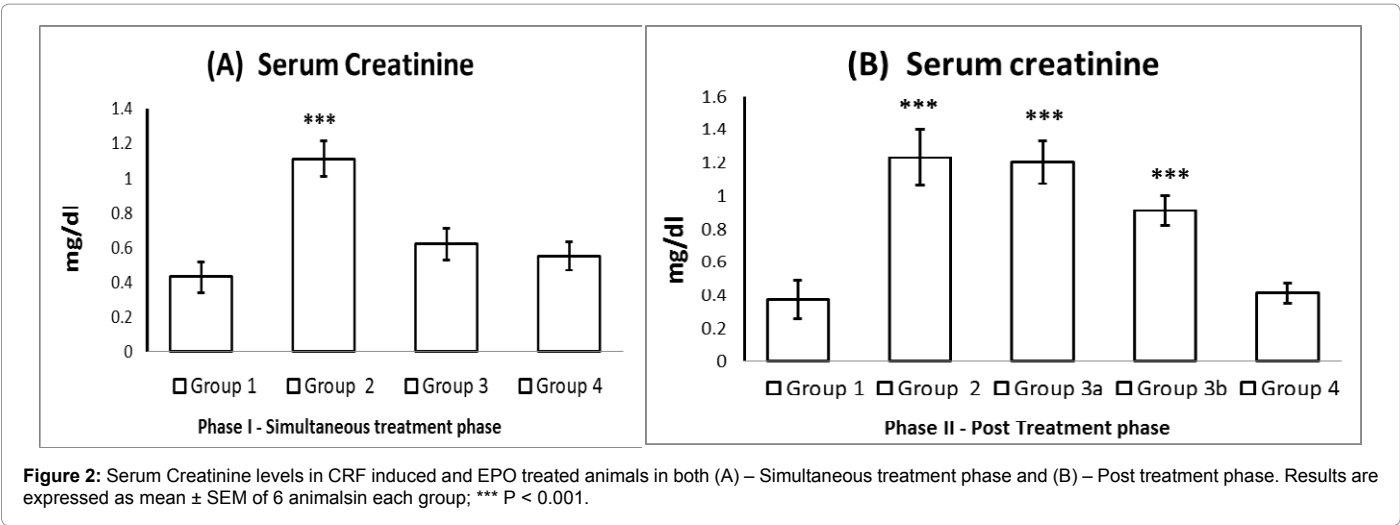 (A) Serum Creatinine
1.4
***
1.2
1
0.8
mg/dl
0.6
0.4
0.2
0
Group 1 Group 2 Group 3 Group 4
Phase I - Simultaneous treatment phase
(B) Serum creatinine
1.6
***
1.4
***
1.2
***
1
mg/dl
0.8
0.6
0.4
0.2
0
Group 1 Group 2 Group 3a Group 3b Group 4
Phase II - Post Treatment phase
Figure 2: Serum Creatinine levels in CRF induced and EPO treated animals in both (A) – Simultaneous treatment phase and (B) – Post treatment phase. Results are
expressed as mean ± SEM of 6 animalsin each group; *** P < 0.001.